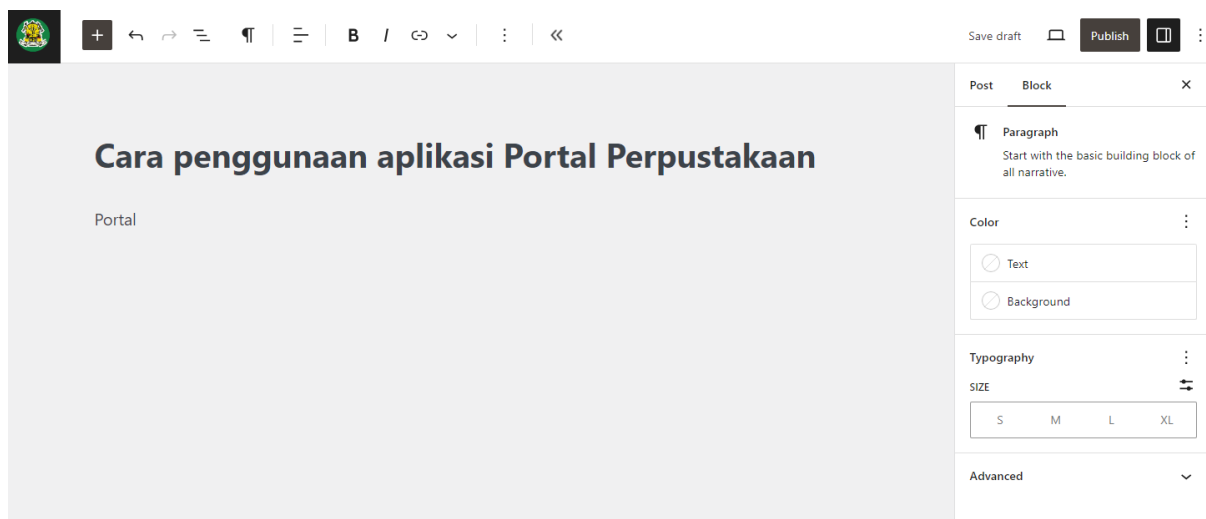 Save draft
Publish
Post Block
Cara penggunaan aplikasi Portal Perpustakaan
Portal
Paragraph
Start with the basic building block of
all narrative.
Color
Text
Background
Typography
SIZE
S M L XL
Advanced